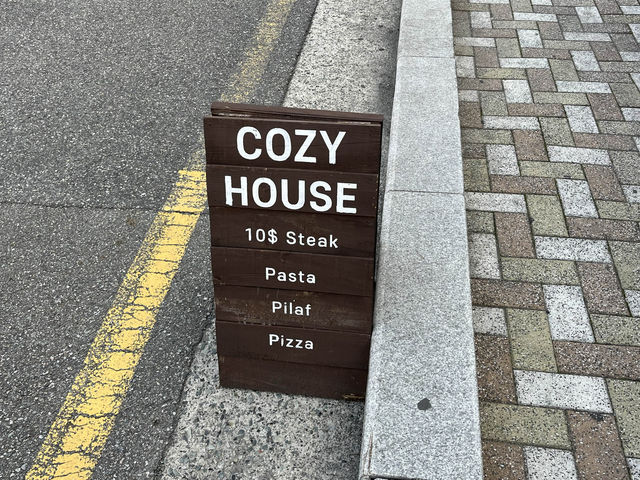 COZY
HOUSE
10$ Steak
Pasta
Pilaf
Pizza